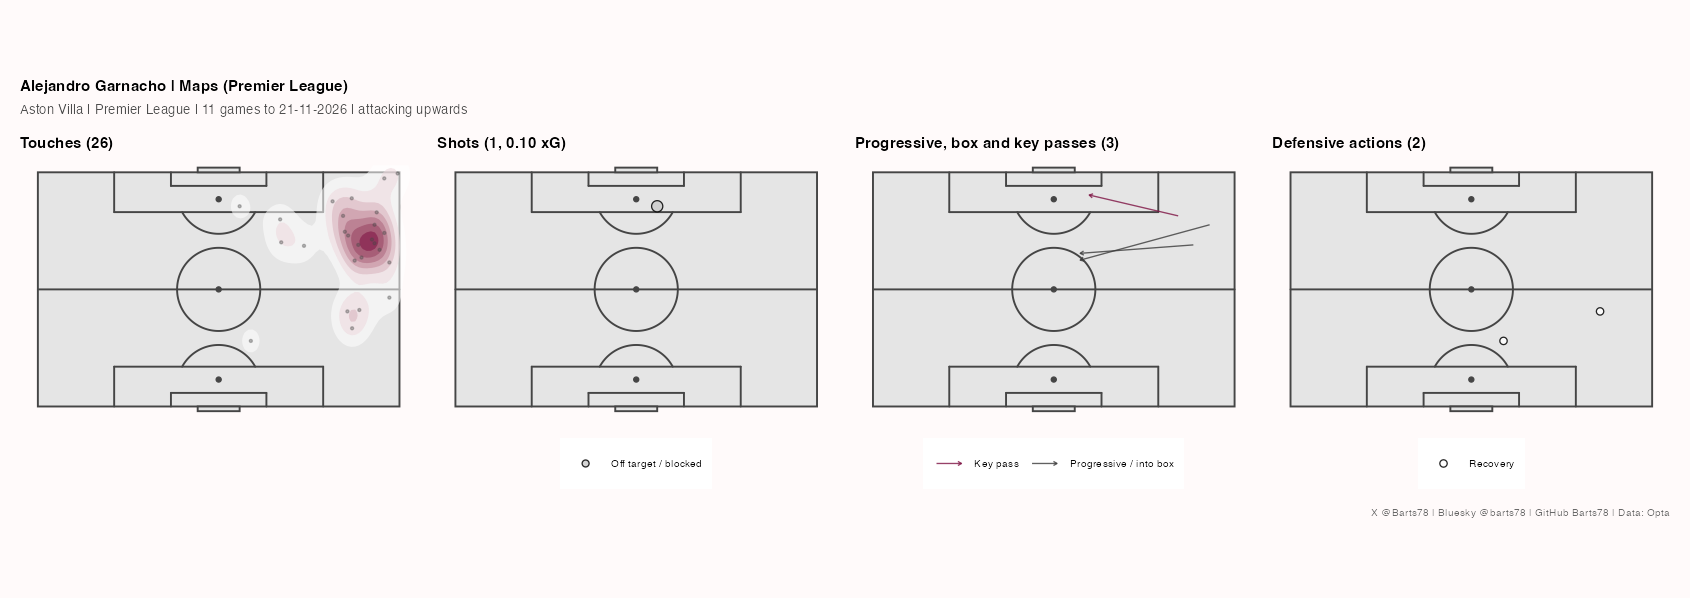 Alejandro Garnacho | Maps (Premier League)
Aston Villa | Premier League | 11 games to 21-11-2026 | attacking upwards
Touches (26)
Shots (1, 0.10 xG)
Progressive, box and key passes (3)
Defensive actions (2)
Off target / blocked
Key pass
Progressive / into box
Recovery
X @Barts78 | Bluesky @barts78 | GitHub Barts78 | Data: Opta